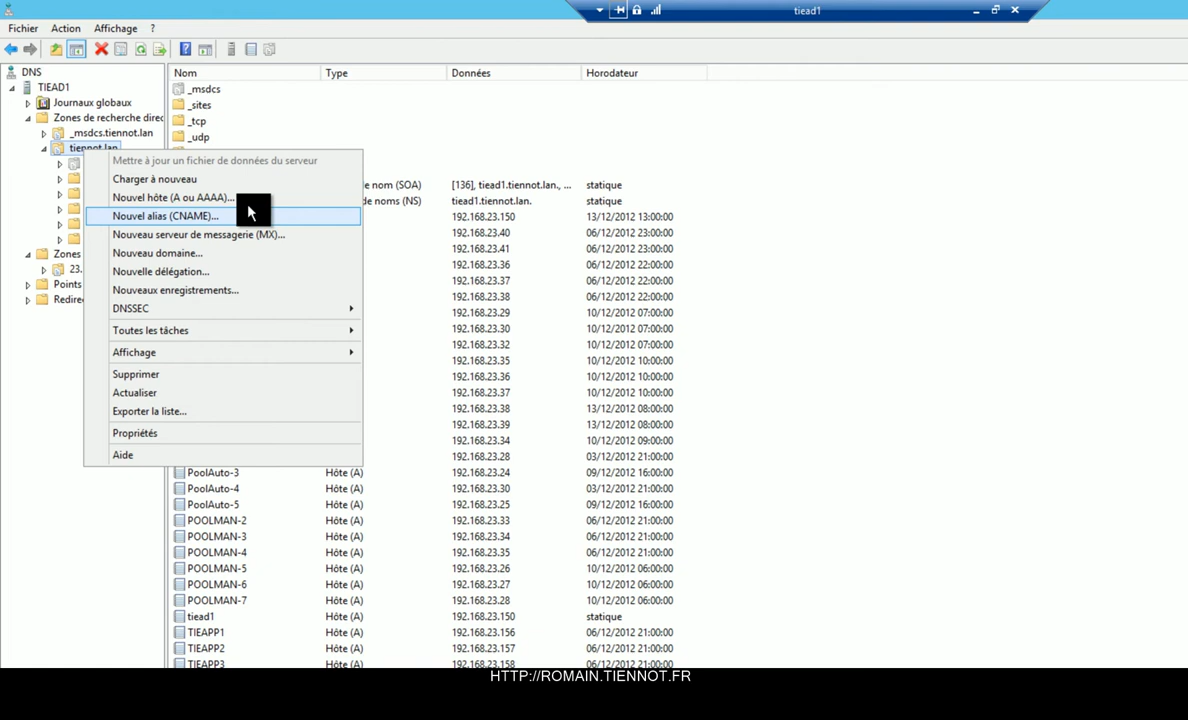 tiead1
Fichier Action Affichage ?
DNS
TIEAD1
Journaux globaux
Zones de recherche direc
_msdcs.tiennot.lan
tiennot.lan
Zones
23.
Points
Redire
Mettre à jour un fichier de données du serveur
Charger à nouveau
Nouvel hôte (A ou AAAA)...
Nouvel alias (CNAME)...
Nouveau serveur de messagerie (MX)...
Nouveau domaine...
Nouvelle délégation...
Nouveaux enregistrements...
DNSSEC
Toutes les tâches
Affichage
Supprimer
Actualiser
Exporter la liste...
Propriétés
Aide
Nom Type Données Horodateur
_msdcs
_sites
_tcp
_udp
e nom (SOA) [136], tiead1.tiennot.lan., ... statique
de noms (NS) tiead1.tiennot.lan. statique
192.168.23.150 13/12/2012 13:00:00
192.168.23.40 06/12/2012 23:00:00
192.168.23.41 06/12/2012 23:00:00
192.168.23.36 06/12/2012 22:00:00
192.168.23.37 06/12/2012 22:00:00
192.168.23.38 06/12/2012 22:00:00
192.168.23.29 10/12/2012 07:00:00
192.168.23.30 10/12/2012 07:00:00
192.168.23.32 10/12/2012 07:00:00
192.168.23.35 10/12/2012 10:00:00
192.168.23.36 10/12/2012 10:00:00
192.168.23.37 10/12/2012 10:00:00
192.168.23.38 13/12/2012 08:00:00
192.168.23.39 13/12/2012 08:00:00
192.168.23.34 10/12/2012 09:00:00
192.168.23.28 03/12/2012 21:00:00
PoolAuto-3 Hôte (A) 192.168.23.24 09/12/2012 16:00:00
PoolAuto-4 Hôte (A) 192.168.23.30 03/12/2012 21:00:00
PoolAuto-5 Hôte (A) 192.168.23.25 09/12/2012 16:00:00
POOLMAN-2 Hôte (A) 192.168.23.33 06/12/2012 21:00:00
POOLMAN-3 Hôte (A) 192.168.23.34 06/12/2012 21:00:00
POOLMAN-4 Hôte (A) 192.168.23.35 06/12/2012 21:00:00
POOLMAN-5 Hôte (A) 192.168.23.26 10/12/2012 06:00:00
POOLMAN-6 Hôte (A) 192.168.23.27 10/12/2012 06:00:00
POOLMAN-7 Hôte (A) 192.168.23.28 10/12/2012 06:00:00
tiead1 Hôte (A) 192.168.23.150 statique
TIEAPP1 Hôte (A) 192.168.23.156 06/12/2012 21:00:00
TIEAPP2 Hôte (A) 192.168.23.157 06/12/2012 21:00:00
TIEAPP3 Hôte (A) 192.168.23.158 06/12/2012 21:00:00
HTTP://ROMAIN.TIENNOT.FR